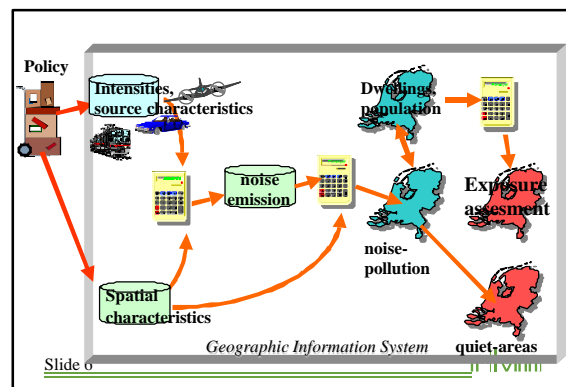 Policy
Intensities,
source characteristics
Dwellings,
population
noise
emission
Exposure
assesment
noise-
pollution
Spatial
characteristics
quiet-areas
Geographic Information System
Slide 6